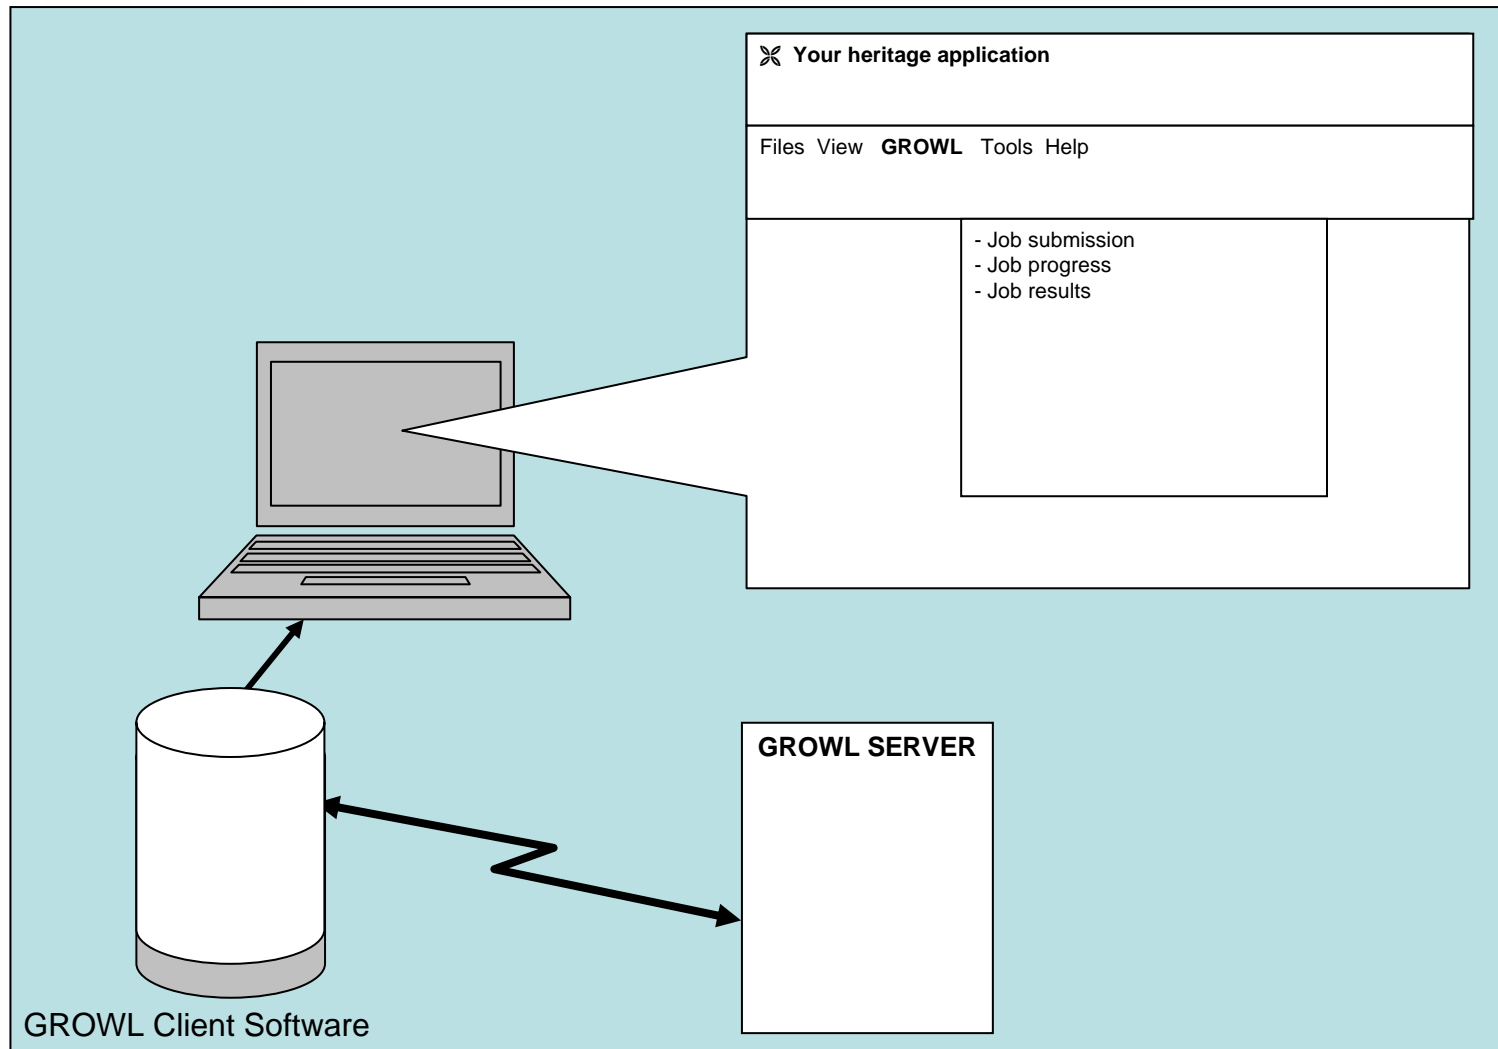 Your heritage application
Files View GROWL Tools Help
- Job submission
- Job progress
- Job results
GROWL SERVER
GROWL Client Software